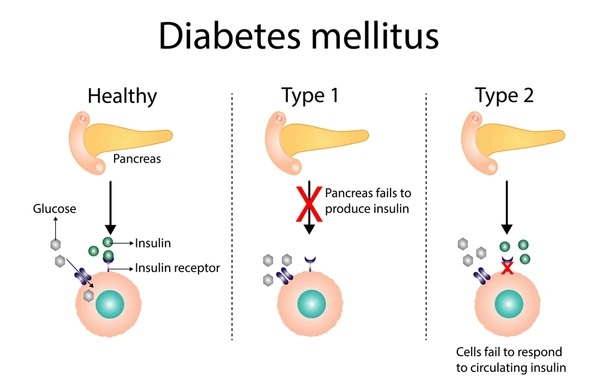 Diabetes mellitus
Healthy
Type 1
Type 2
Pancreas
Pancreas fails to
produce insulin
Glucose
Insulin
Insulin receptor
Cells fail to respond
to circulating insulin